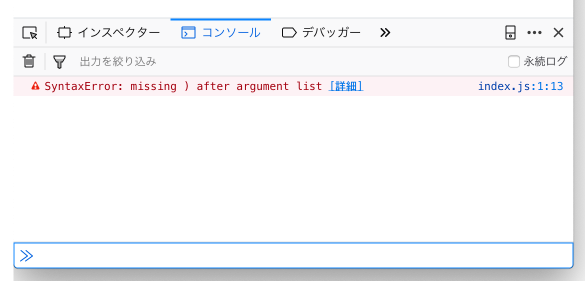 インスペクター コンソール デバッガー
出力を絞り込み 永続ログ
SyntaxError: missing ) after argument list [詳細] index.js:1:13